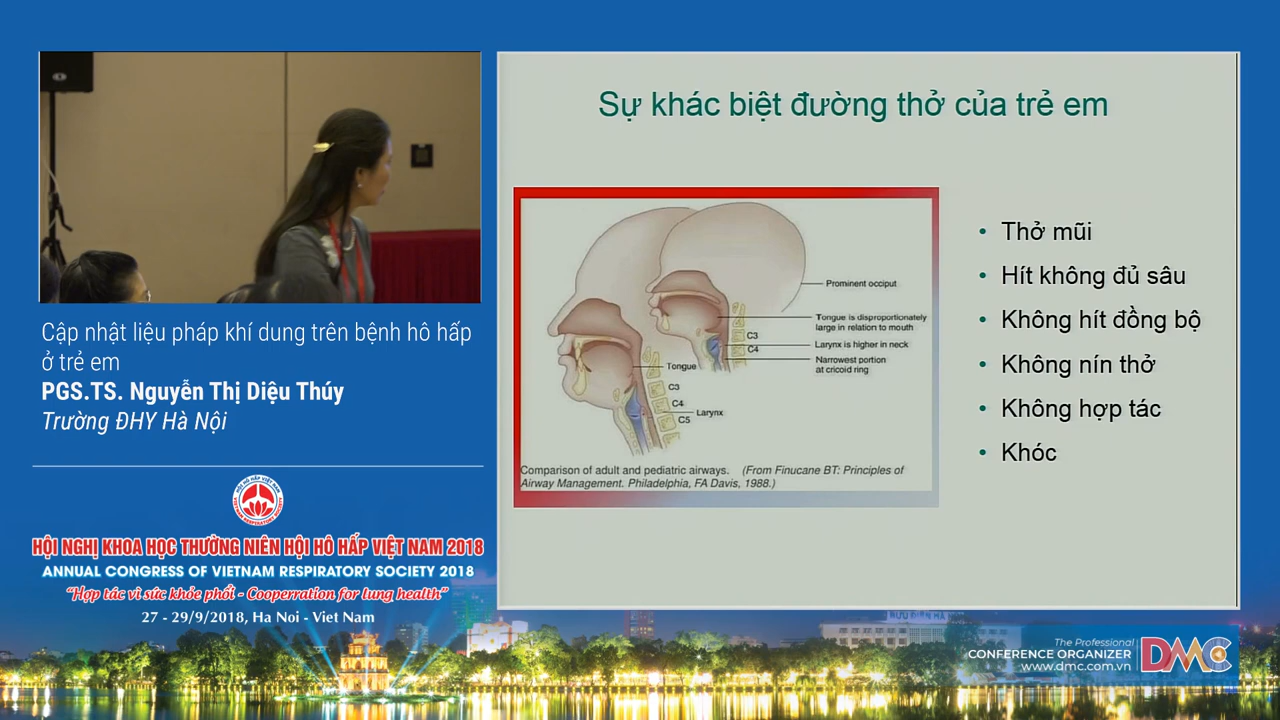 Cập nhật liệu pháp khí dung trên bệnh hô hấp
ở trẻ em
PGS.TS. Nguyễn Thị Diệu Thúy
Trường ĐHY Hà Nội
HỘI NGHỊ KHOA HỌC THƯỜNG NIÊN HỘI HÔ HẤP VIỆT NAM 2018
ANNUAL CONGRESS OF VIETNAM RESPIRATORY SOCIETY 2018
"Hợp tác vì sức khỏe phổi - Cooperration for lung health"
27 - 29/9/2018, Ha Noi - Viet Nam
Sự khác biệt đường thở của trẻ em
Prominent occiput
Tongue is disproportionately
large in relation to mouth
C3
C4
Larynx is higher in neck
Narrowest portion
at cricoid ring
Tongue
C3
C4
C5
Larynx
Comparison of adult and pediatric airways. (From Finucane BT: Principles of
Airway Management. Philadelphia, FA Davis, 1988.)
• Thở mũi
• Hít không đủ sâu
• Không hít đồng bộ
• Không nín thở
• Không hợp tác
• Khóc
The Professional
CONFERENCE ORGANIZER
www.dmc.com.vn
DMC